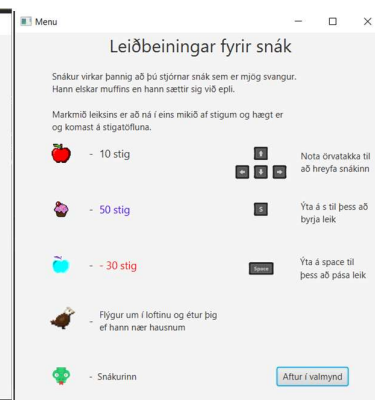 Menu
Leiðbeiningar fyrir snák
Snákur virkar þannig að þú stjórnar snák sem er mjög svangur.
Hann elskar muffins en hann sættir sig við epli.
Markmið leiksins er að ná í eins mikið af stigum og hægt er
og komast á stigatöfluna.
- 10 stig
Nota örvatakka til
að hreyfa snákinn
- 50 stig
S
Ýta á s til þess að
byrja leik
- - 30 stig
Space
Ýta á space til
þess að pása leik
- Flýgur um í loftinu og étur þig
ef hann nær hausnum
- Snákurinn
Aftur í valmynd